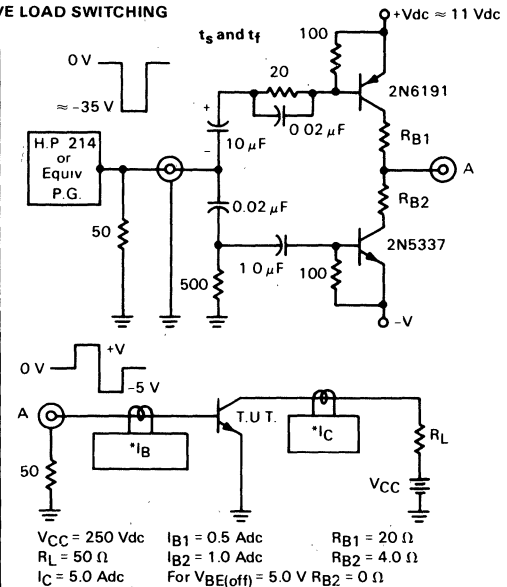 VE LOAD SWITCHING
ts and tf
+Vdc ≈ 11 Vdc
100
0 V
≈ -35 V
20
2N6191
0 02 μF
+
10 μF
-
RB1
A
H.P 214
or
Equiv
P.G.
RB2
50
0.02 μF
2N5337
500
1 0 μF
100
-V
+V
0 V
-5 V
A
T.U.T.
*IB
*IC
RL
50
VCC
VCC = 250 Vdc IB1 = 0.5 Adc RB1 = 20 Ω
RL = 50 Ω IB2 = 1.0 Adc RB2 = 4.0 Ω
IC = 5.0 Adc For VBE(off) = 5.0 V RB2 = 0 Ω